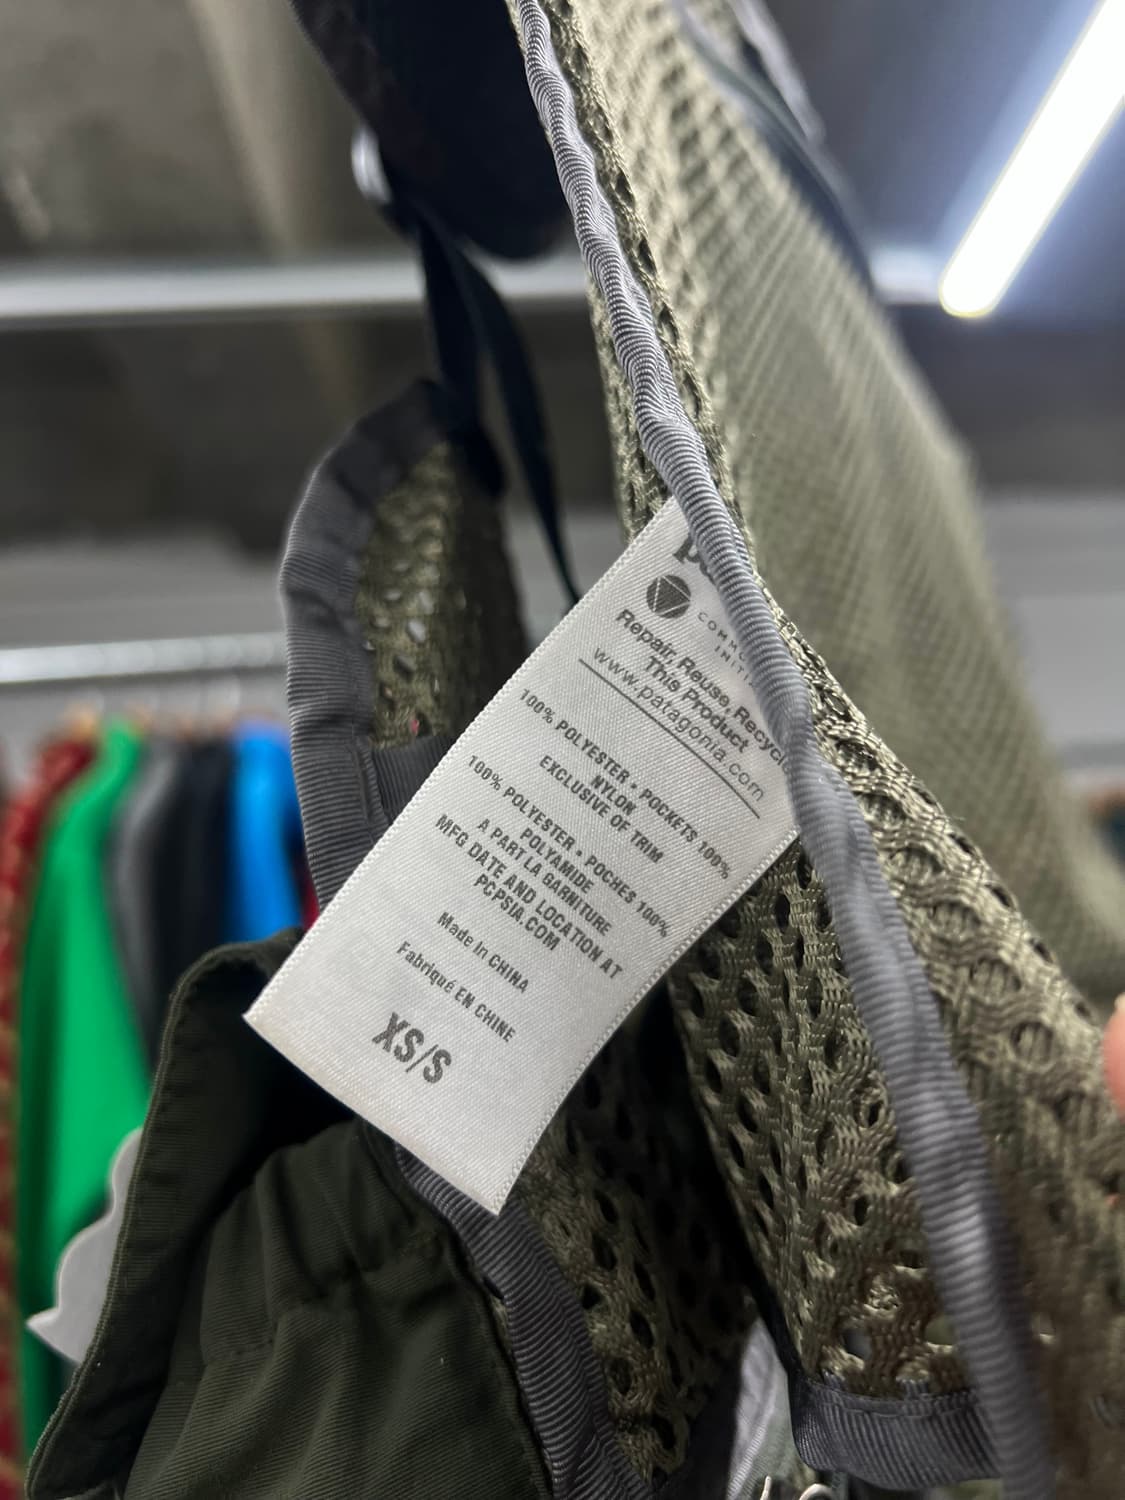 COMMO
INITI
Repair, Reuse, Recycl
This Product
www.patagonia.com
100% POLYESTER • POCKETS 100%
NYLON
EXCLUSIVE OF TRIM
100% POLYESTER • POCHES 100%
POLYAMIDE
A PART LA GARNITURE
MFG DATE AND LOCATION AT
PCPSIA.COM
Made in CHINA
Fabriqué EN CHINE
XS/S